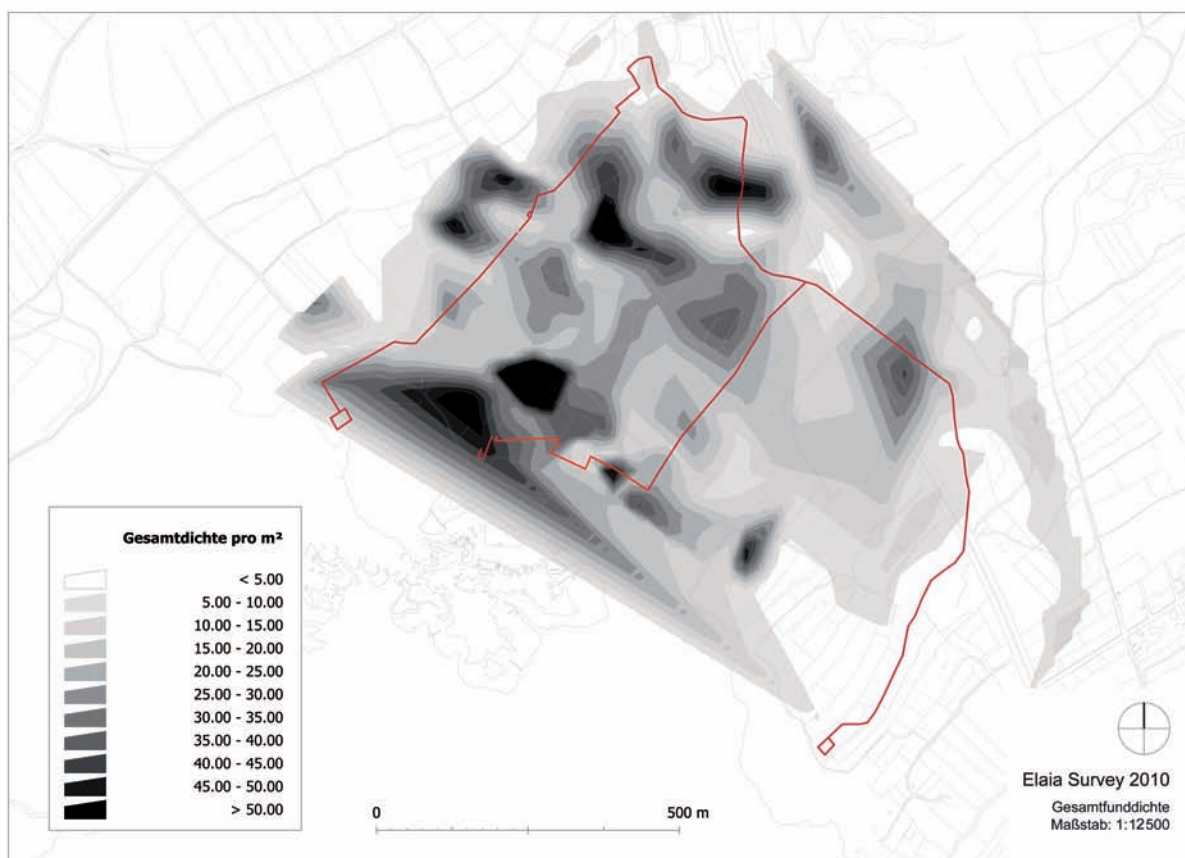 Gesamtdichte pro m²
< 5.00
5.00 - 10.00
10.00 - 15.00
15.00 - 20.00
20.00 - 25.00
25.00 - 30.00
30.00 - 35.00
35.00 - 40.00
40.00 - 45.00
45.00 - 50.00
> 50.00
0 500 m
Elaia Survey 2010
Gesamtfunddichte
Maßstab: 1:12500